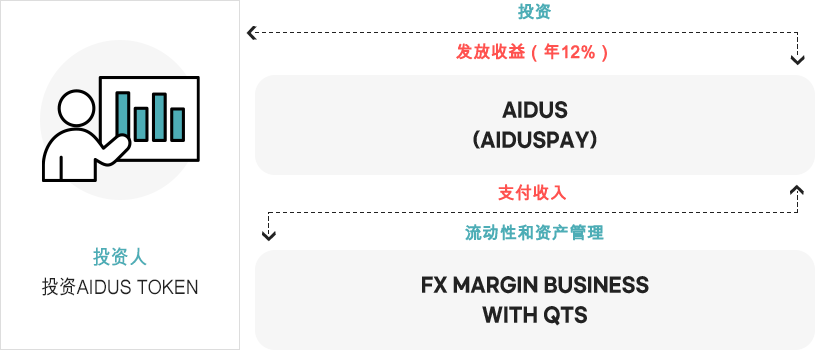 投资人
投资AIDUS TOKEN
投资
发放收益（年12%）
AIDUS
(AIDUSPAY)
支付收入
流动性和资产管理
FX MARGIN BUSINESS
WITH QTS